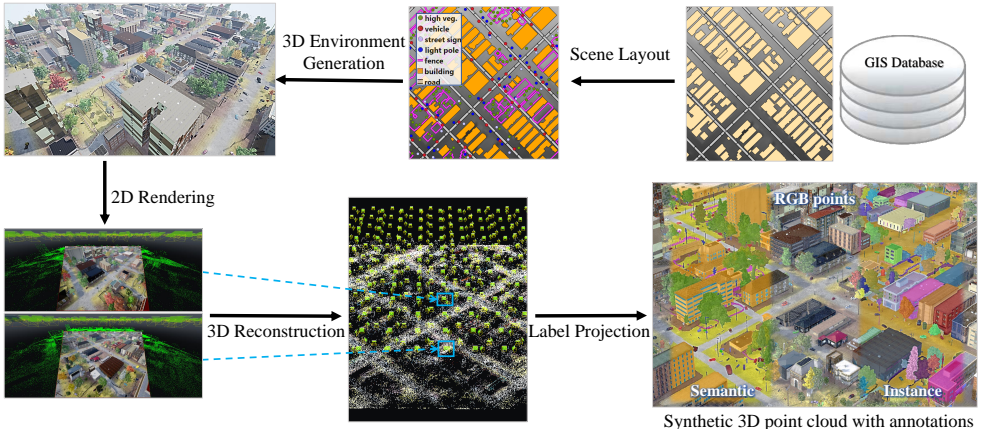 high veg.
vehicle
street sign
light pole
fence
building
road
3D Environment
Generation
Scene Layout
GIS Database
2D Rendering
3D Reconstruction
Label Projection
RGB points
Semantic
Instance
Synthetic 3D point cloud with annotations